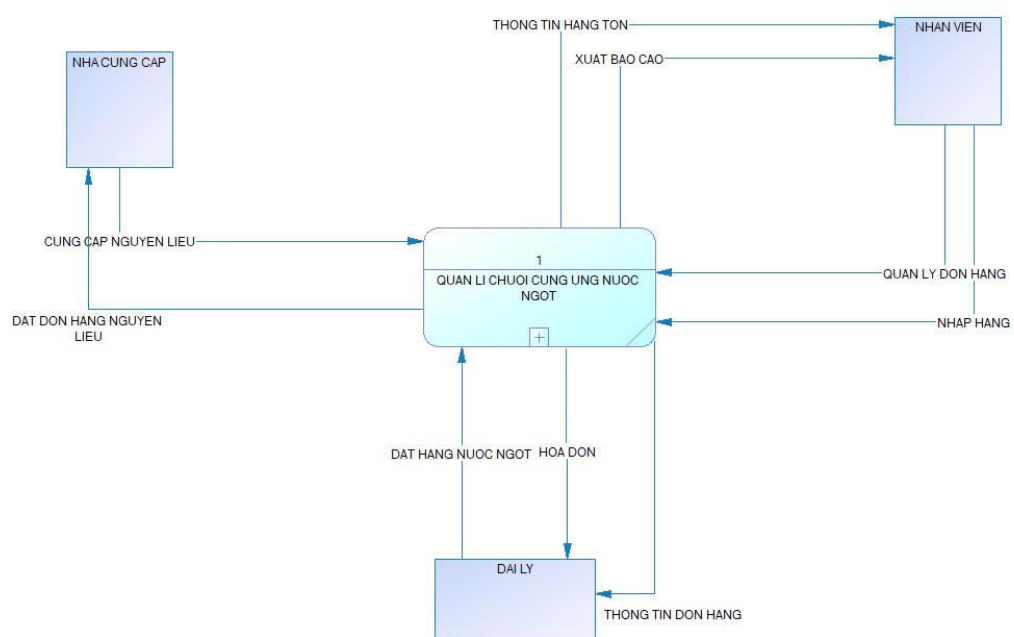 THONG TIN HANG TON
NHAN VIEN
XUAT BAO CAO
NHA CUNG CAP
CUNG CAP NGUYEN LIEU
1
QUAN LI CHUOI CUNG UNG NUOC
NGOT
QUAN LY DON HANG
DAT DON HANG NGUYEN
LIEU
NHAP HANG
DAT HANG NUOC NGOT
HOA DON
DAI LY
THONG TIN DON HANG